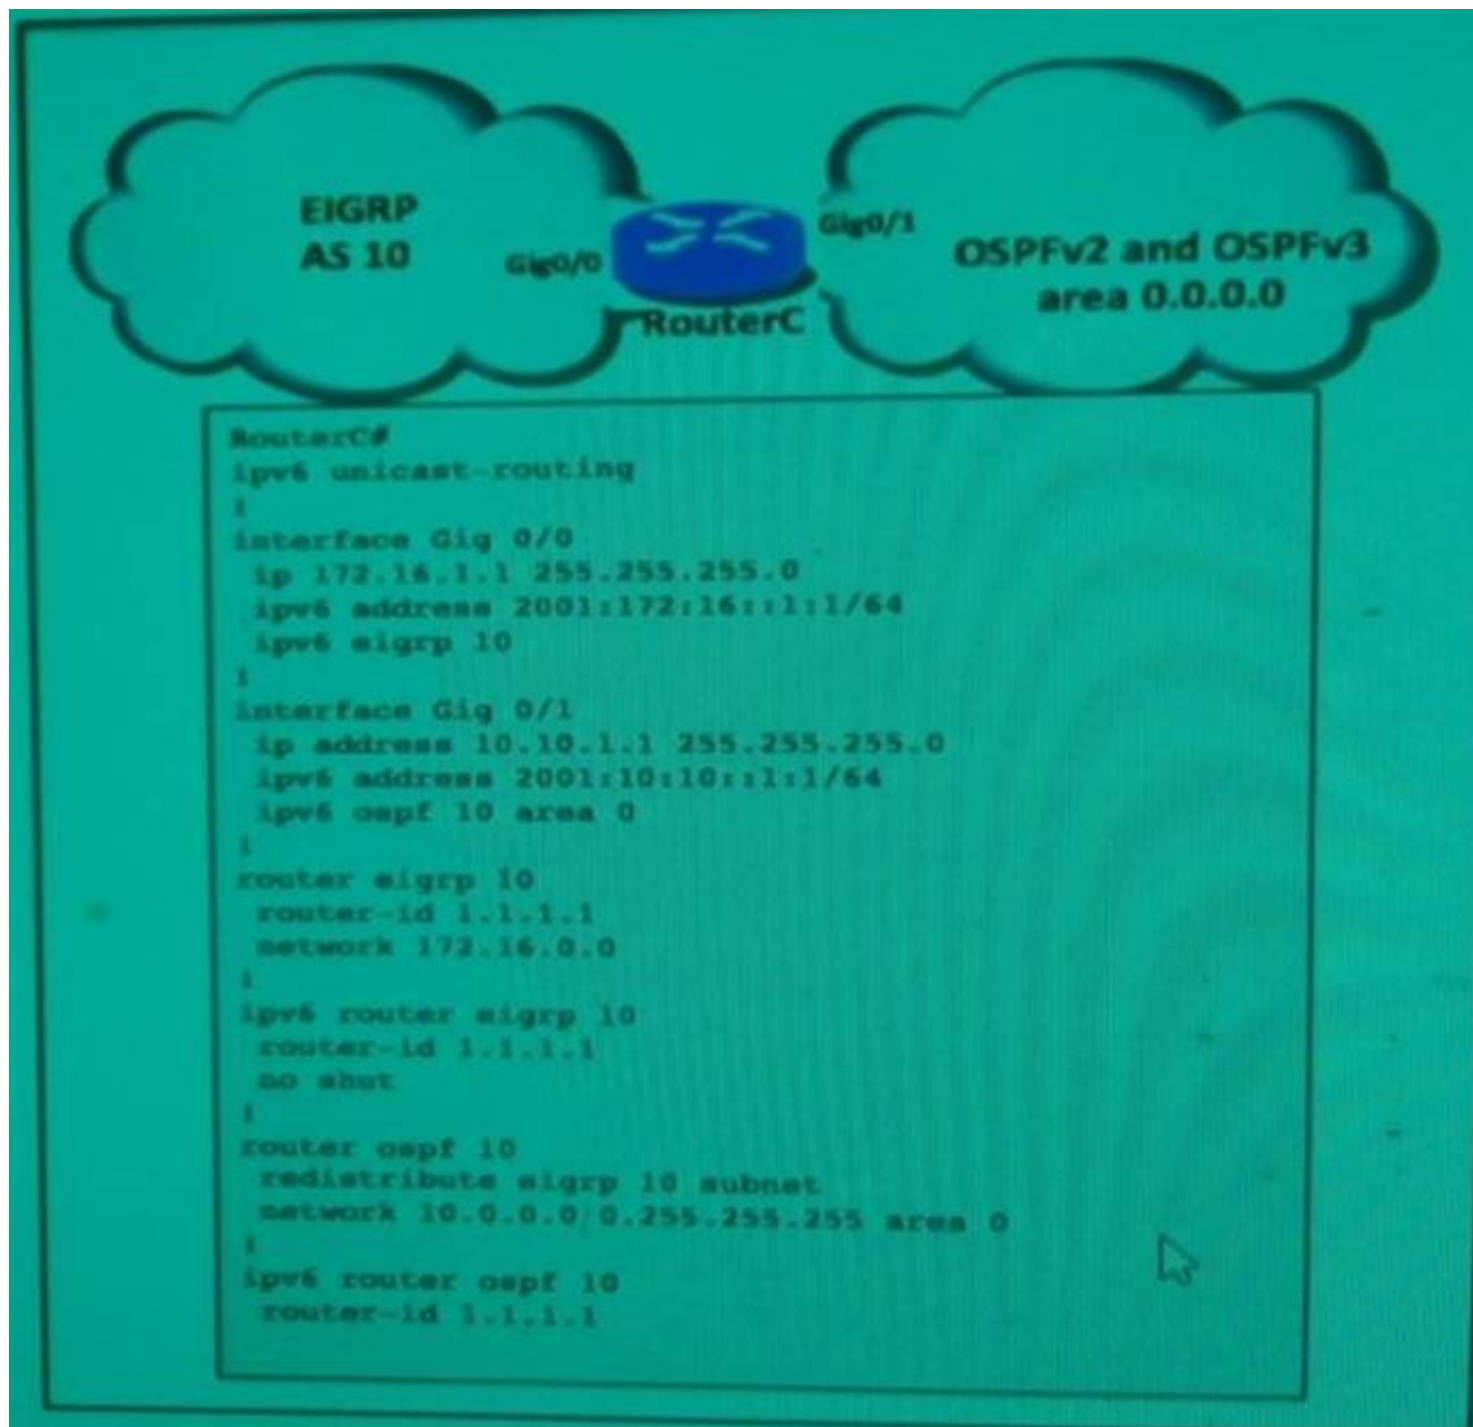 EIGRP
AS 10
Gig0/0
Gig0/1
RouterC
OSPFv2 and OSPFv3
area 0.0.0.0
RouterC#
ipv6 unicast-routing
!
interface Gig 0/0
ip 172.16.1.1 255.255.255.0
ipv6 address 2001:172:16::1:1/64
ipv6 eigrp 10
!
interface Gig 0/1
ip address 10.10.1.1 255.255.255.0
ipv6 address 2001:10:10::1:1/64
ipv6 ospf 10 area 0
!
router eigrp 10
router-id 1.1.1.1
network 172.16.0.0
!
ipv6 router eigrp 10
router-id 1.1.1.1
no shut
!
router ospf 10
redistribute eigrp 10 subnet
network 10.0.0.0 0.255.255.255 area 0
!
ipv6 router ospf 10
router-id 1.1.1.1